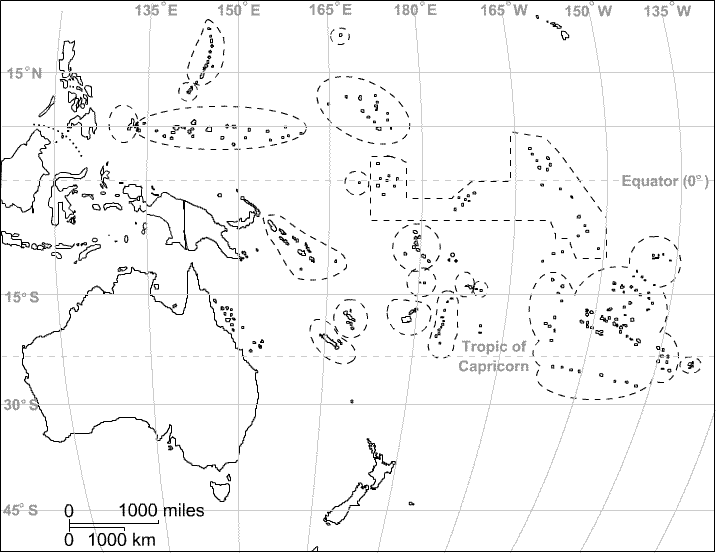 135° E 150° E 165° E 180° E 165° W 150° W 135° W
15° N
Equator (0°)
15° S
Tropic of
Capricorn
30° S
45° S
0 1000 miles
0 1000 km